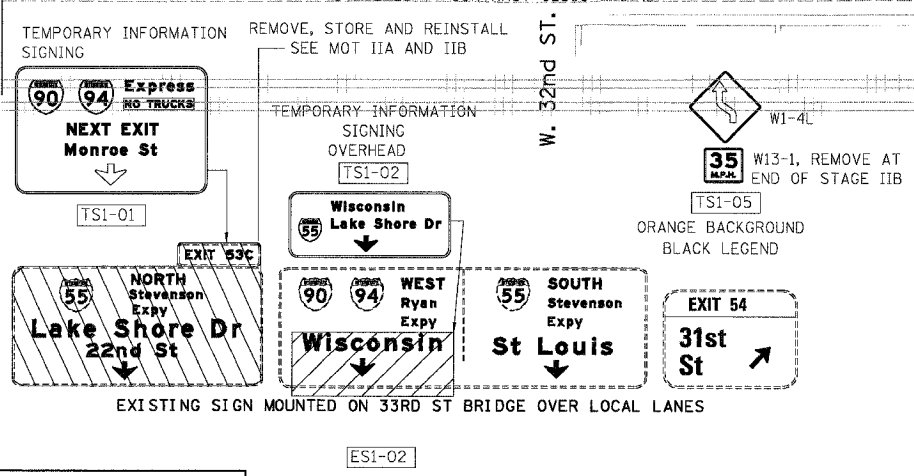 TEMPORARY INFORMATION
SIGNING
90 94 Express
NO TRUCKS
NEXT EXIT
Monroe St
TS1-01
REMOVE, STORE AND REINSTALL
SEE MOT IIA AND IIB
TEMPORARY INFORMATION
SIGNING
OVERHEAD
TS1-02
Wisconsin
55 Lake Shore Dr
W. 32nd ST.
W1-4L
35
M.P.H.
W13-1, REMOVE AT
END OF STAGE IIB
TS1-05
ORANGE BACKGROUND
BLACK LEGEND
EXIT 53C
55 NORTH
Stevenson
Expy
Lake Shore Dr
22nd St
90 94 WEST
Ryan
Expy
Wisconsin
55 SOUTH
Stevenson
Expy
St Louis
EXIT 54
31st
St
EXISTING SIGN MOUNTED ON 33RD ST BRIDGE OVER LOCAL LANES
ES1-02